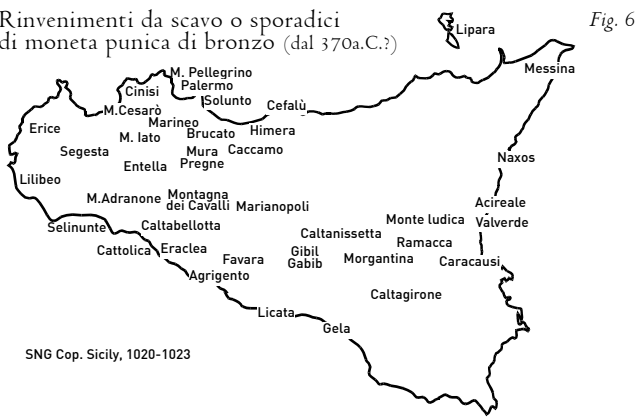 Rinvenimenti da scavo o sporadici
di moneta punica di bronzo (dal 370a.C.?)
Fig. 6
Lipara
Messina
M. Pellegrino
Palermo
Cinisi
Solunto
Cefalù
M.Cesarò
Marineo
Erice
M. Iato
Brucato
Himera
Segesta
Mura
Pregne
Caccamo
Entella
Naxos
Lilibeo
M.Adranone
Montagna
dei Cavalli
Marianopoli
Acireale
Selinunte
Caltabellotta
Monte Iudica
Valverde
Caltanissetta
Ramacca
Cattolica
Eraclea
Favara
Gibil
Gabib
Morgantina
Caracausi
Agrigento
Caltagirone
Licata
Gela
SNG Cop. Sicily, 1020-1023